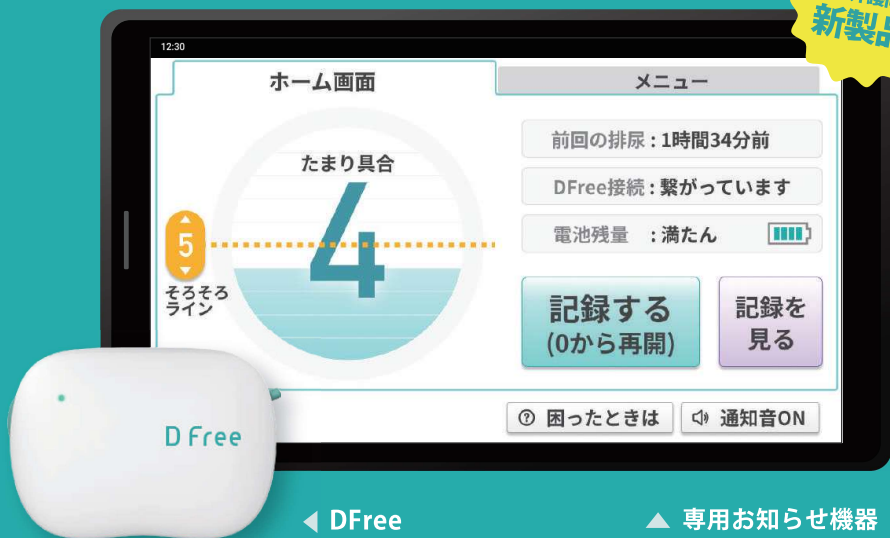 新製品
12:30
ホーム画面
メニュー
たまり具合
4
5
そろそろ
ライン
前回の排尿 : 1時間34分前
DFree接続 : 繋がっています
電池残量 : 満たん
記録する
(0から再開)
記録を
見る
? 困ったときは
通知音ON
D Free
◀ DFree
▲ 専用お知らせ機器